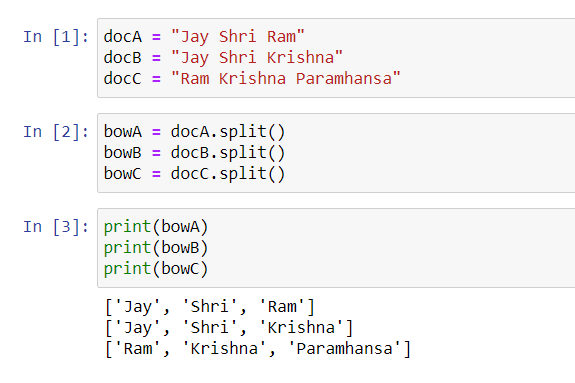 In [1]: docA = "Jay Shri Ram"
docB = "Jay Shri Krishna"
docC = "Ram Krishna Paramhansa"
In [2]: bowA = docA.split()
bowB = docB.split()
bowC = docC.split()
In [3]: print(bowA)
print(bowB)
print(bowC)
['Jay', 'Shri', 'Ram']
['Jay', 'Shri', 'Krishna']
['Ram', 'Krishna', 'Paramhansa']